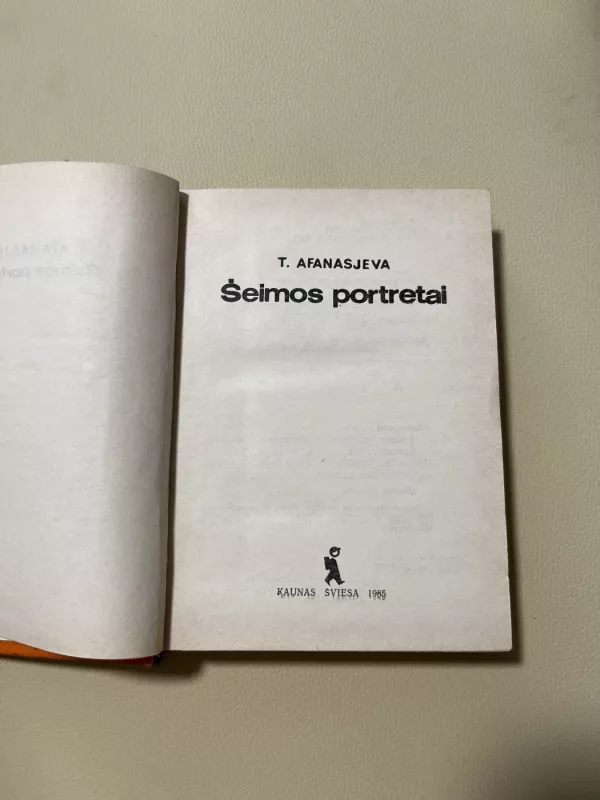 T. AFANASJEVA
Šeimos portretai
KAUNAS ŠVIESA 1985